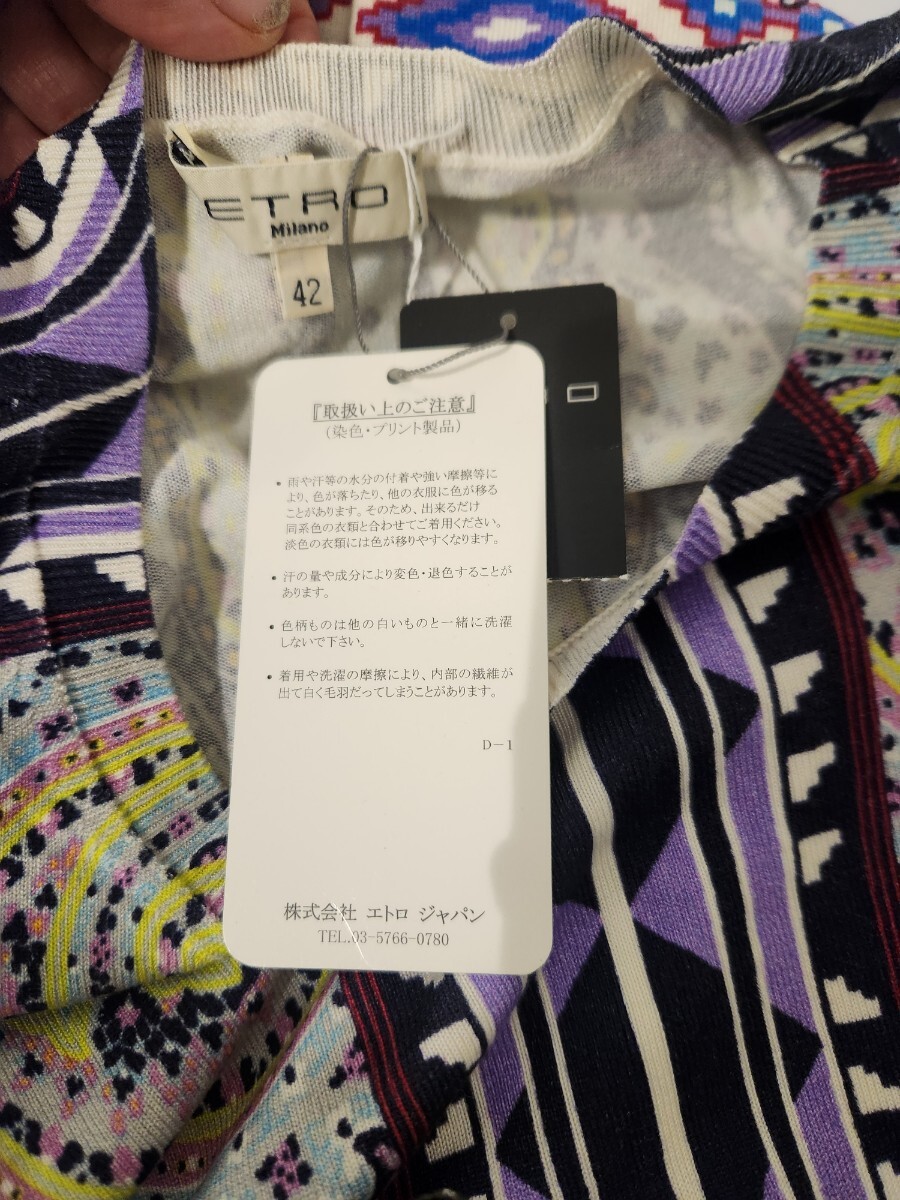 ETRO
Milano
42
『取扱い上のご注意』
(染色・プリント製品)
• 雨や汗等の水分の付着や強い摩擦等に
より、色が落ちたり、他の衣服に色が移る
ことがあります。そのため、出来るだけ
同系色の衣類と合わせてご着用ください。
淡色の衣類には色が移りやすくなります。
• 汗の量や成分により変色・退色することが
あります。
• 色柄ものは他の白いものと一緒に洗濯
しないで下さい。
• 着用や洗濯の摩擦により、内部の繊維が
出て白く毛羽だってしまうことがあります。
D-1
株式会社 エトロ ジャパン
TEL.03-5766-0780